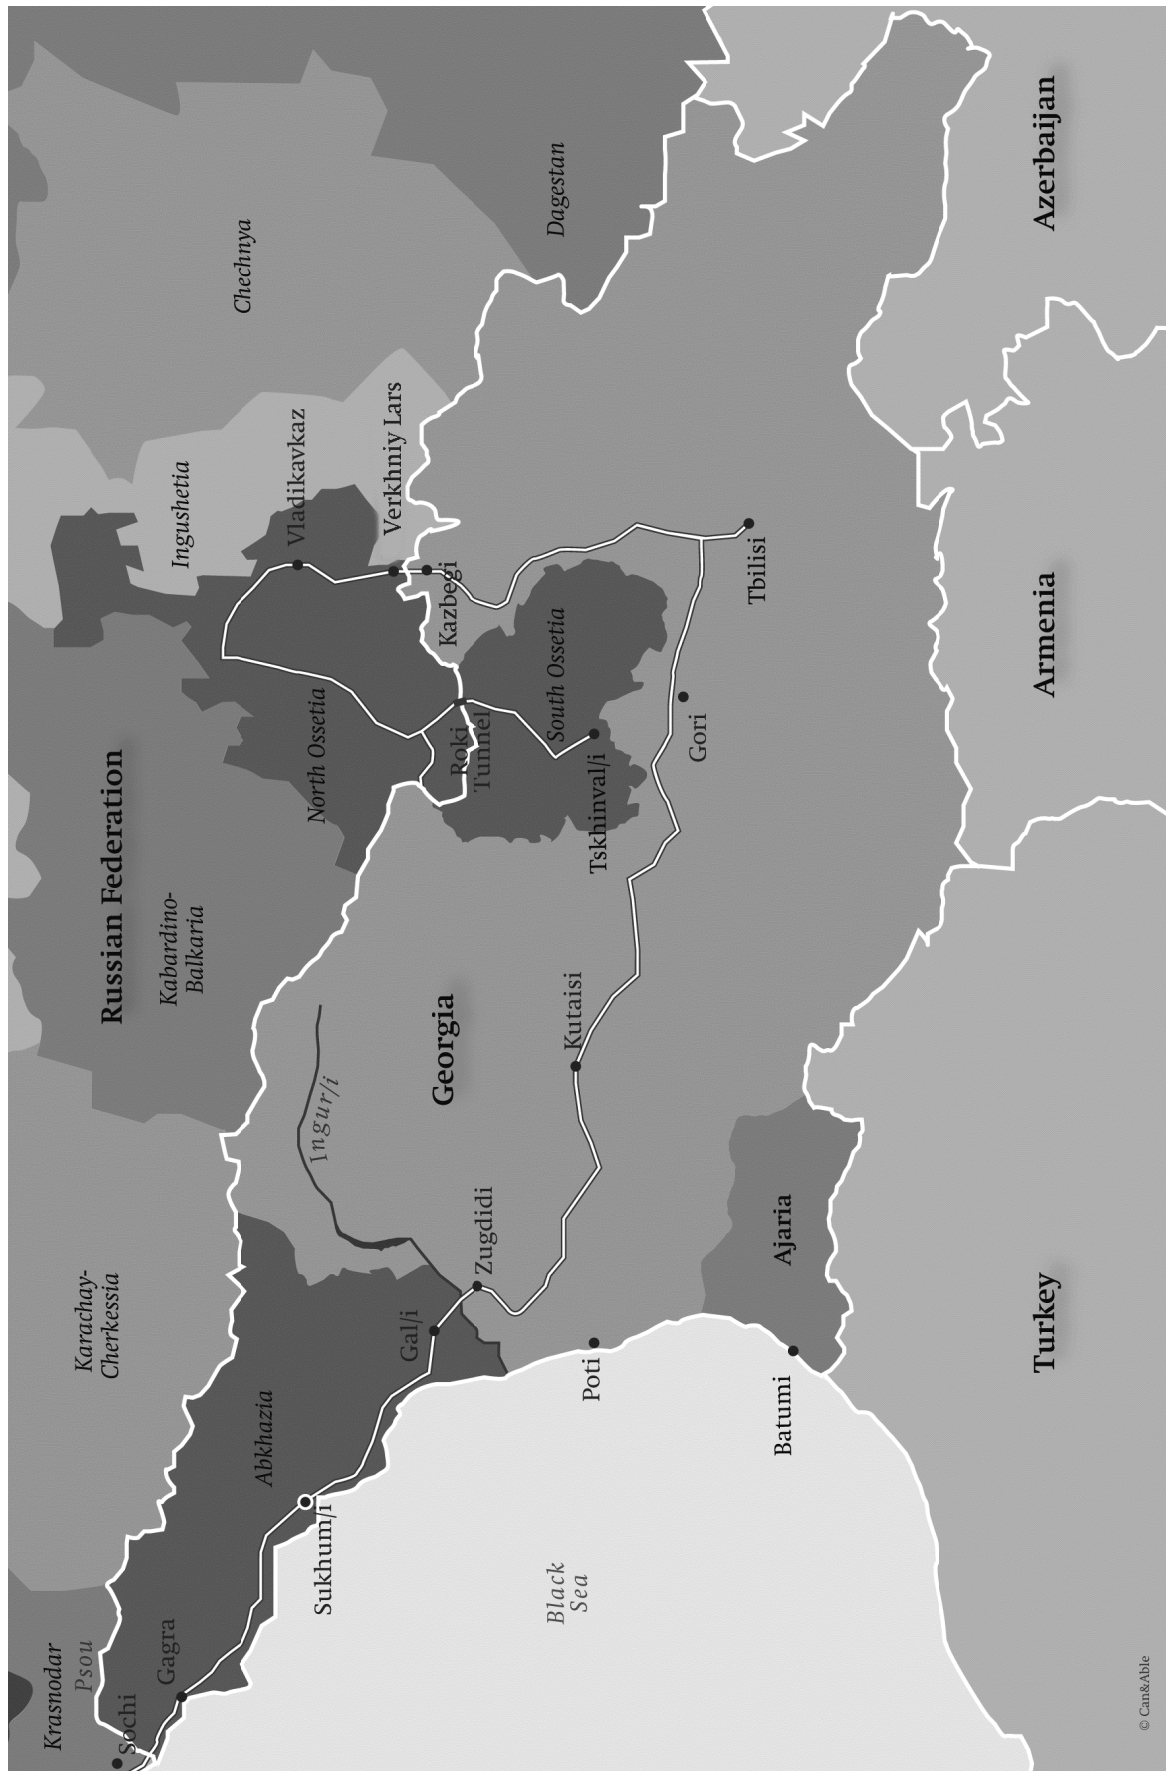 Krasnodar
Psou
Sochi
Gagra
Karachay-
Cherkessia
Abkhazia
Sukhum/i
Gal/i
Zugdidi
Ingur/i
Poti
Batumi
Black
Sea
Russian Federation
Kabardino-
Balkaria
Georgia
Kutaisi
Ajaria
Turkey
North Ossetia
Roki
Tunnel
South Ossetia
Tskhinval/i
Gori
Ingushetia
Vladikavkaz
Verkhniy Lars
Kazbegi
Tbilisi
Armenia
Chechnya
Dagestan
Azerbaijan
© Can&Able